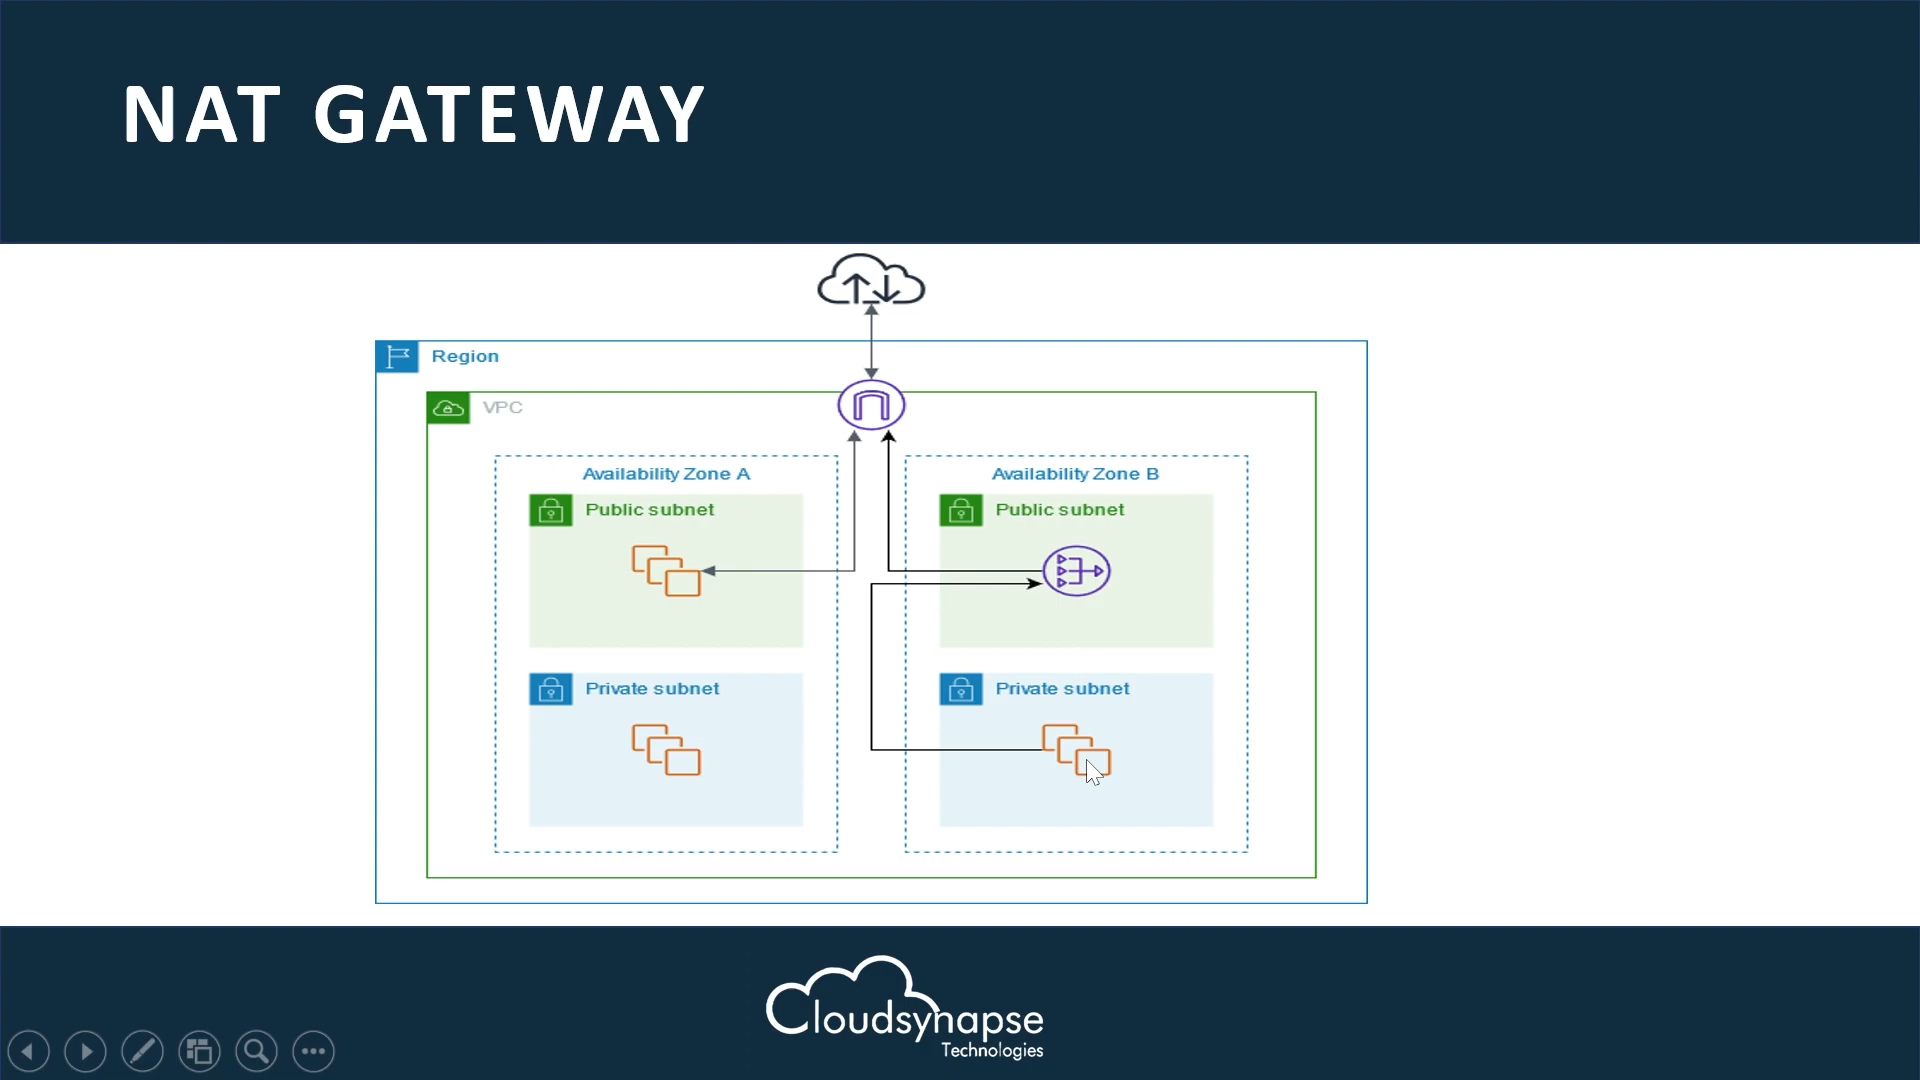 NAT GATEWAY
Region
VPC
Availability Zone A
Availability Zone B
Public subnet
Public subnet
Private subnet
Private subnet
Cloudsynapse
Technologies